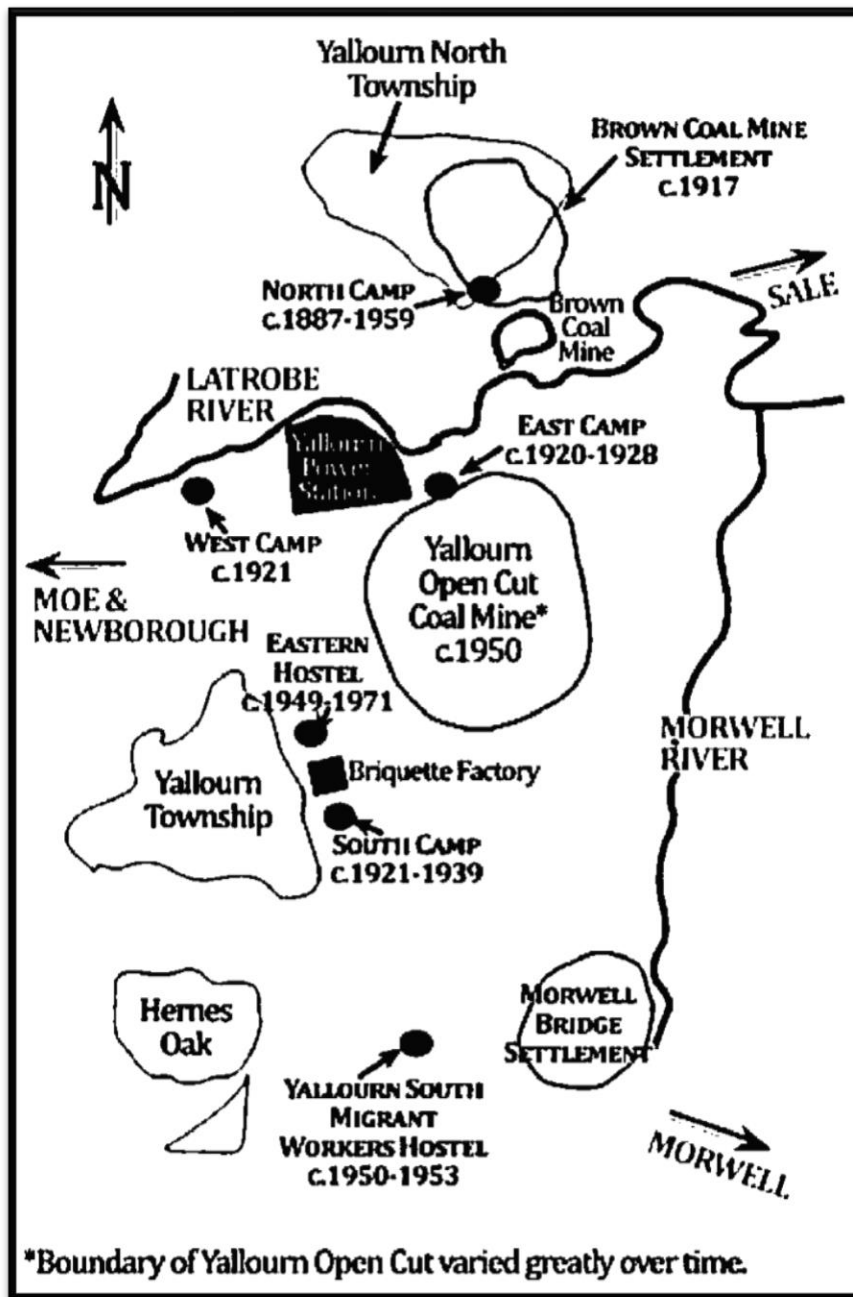 Yallourn North
Township
BROWN COAL MINE
SETTLEMENT
c.1917
N
NORTH CAMP
c.1887-1959
Brown
Coal
Mine
SALE
LATROBE
RIVER
Yallourn
Power
Station
EAST CAMP
c.1920-1928
WEST CAMP
c.1921
Yallourn
Open Cut
Coal Mine*
c.1950
MOE &
NEWBOROUGH
EASTERN
HOSTEL
c.1949-1971
MORWELL
RIVER
Yallourn
Township
Briquette Factory
SOUTH CAMP
c.1921-1939
Hernes
Oak
MORWELL
BRIDGE
SETTLEMENT
YALLOURN SOUTH
MIGRANT
WORKERS HOSTEL
c.1950-1953
MORWELL
*Boundary of Yallourn Open Cut varied greatly over time.